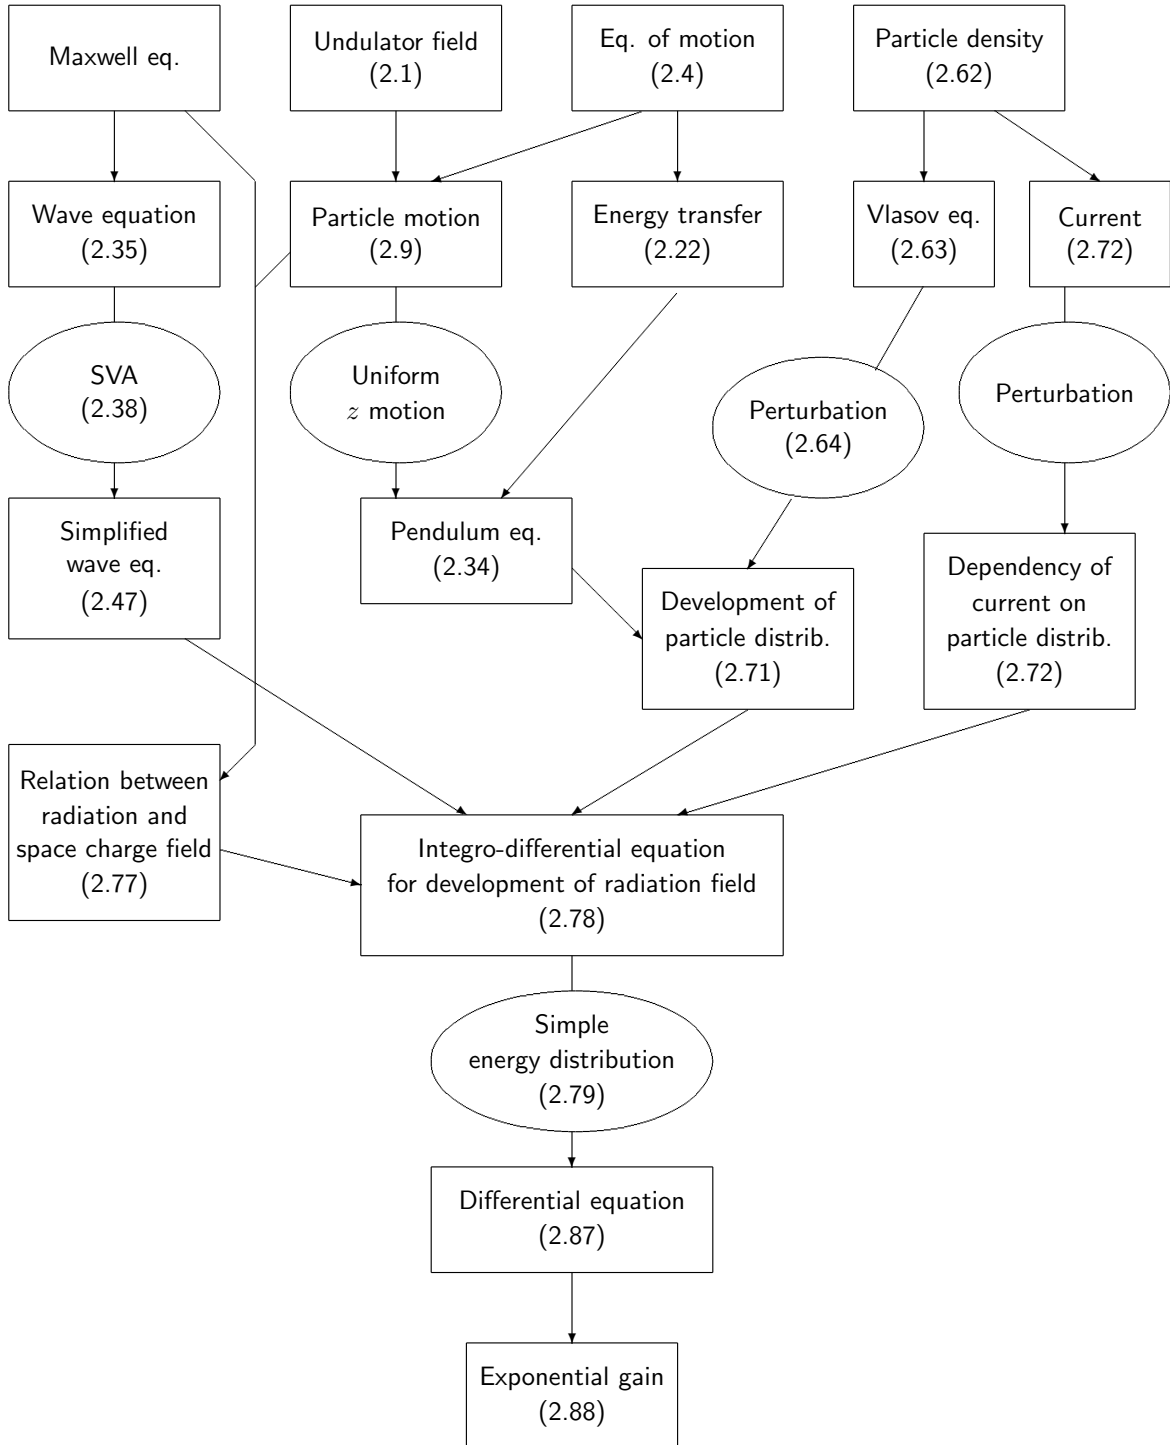 Maxwell eq.
Undulator field
(2.1)
Eq. of motion
(2.4)
Particle density
(2.62)
Wave equation
(2.35)
Particle motion
(2.9)
Energy transfer
(2.22)
Vlasov eq.
(2.63)
Current
(2.72)
SVA
(2.38)
Uniform
z motion
Perturbation
(2.64)
Perturbation
Simplified
wave eq.
(2.47)
Pendulum eq.
(2.34)
Development of
particle distrib.
(2.71)
Dependency of
current on
particle distrib.
(2.72)
Relation between
radiation and
space charge field
(2.77)
Integro-differential equation
for development of radiation field
(2.78)
Simple
energy distribution
(2.79)
Differential equation
(2.87)
Exponential gain
(2.88)